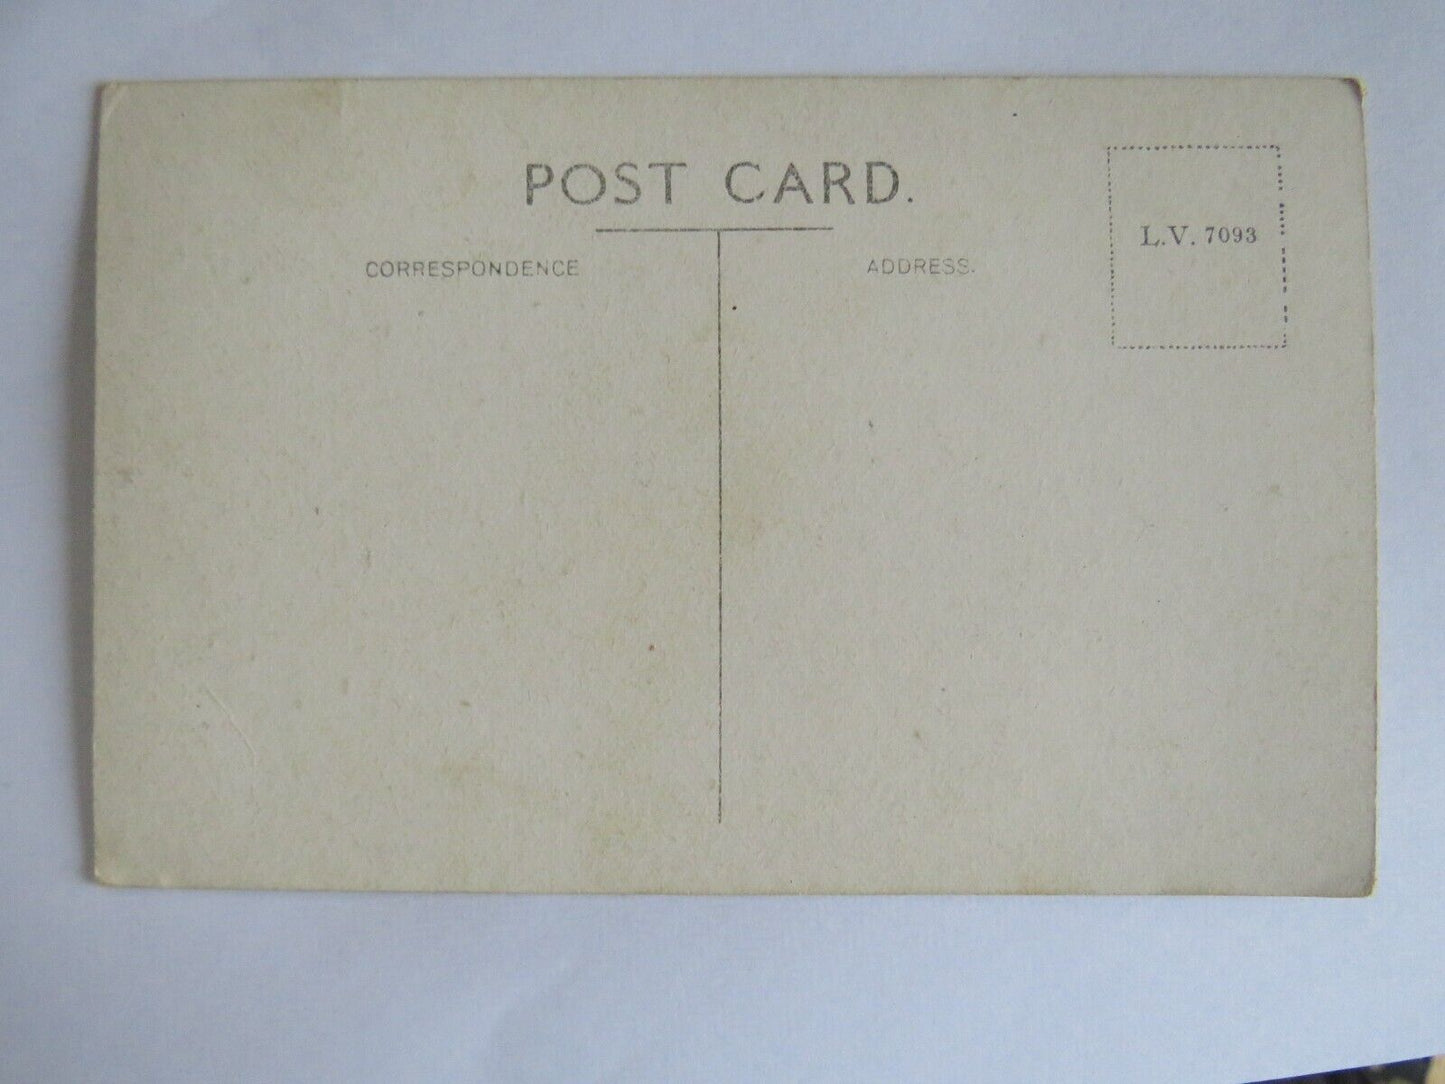 POST CARD.
CORRESPONDENCE
ADDRESS.
L.V. 7093